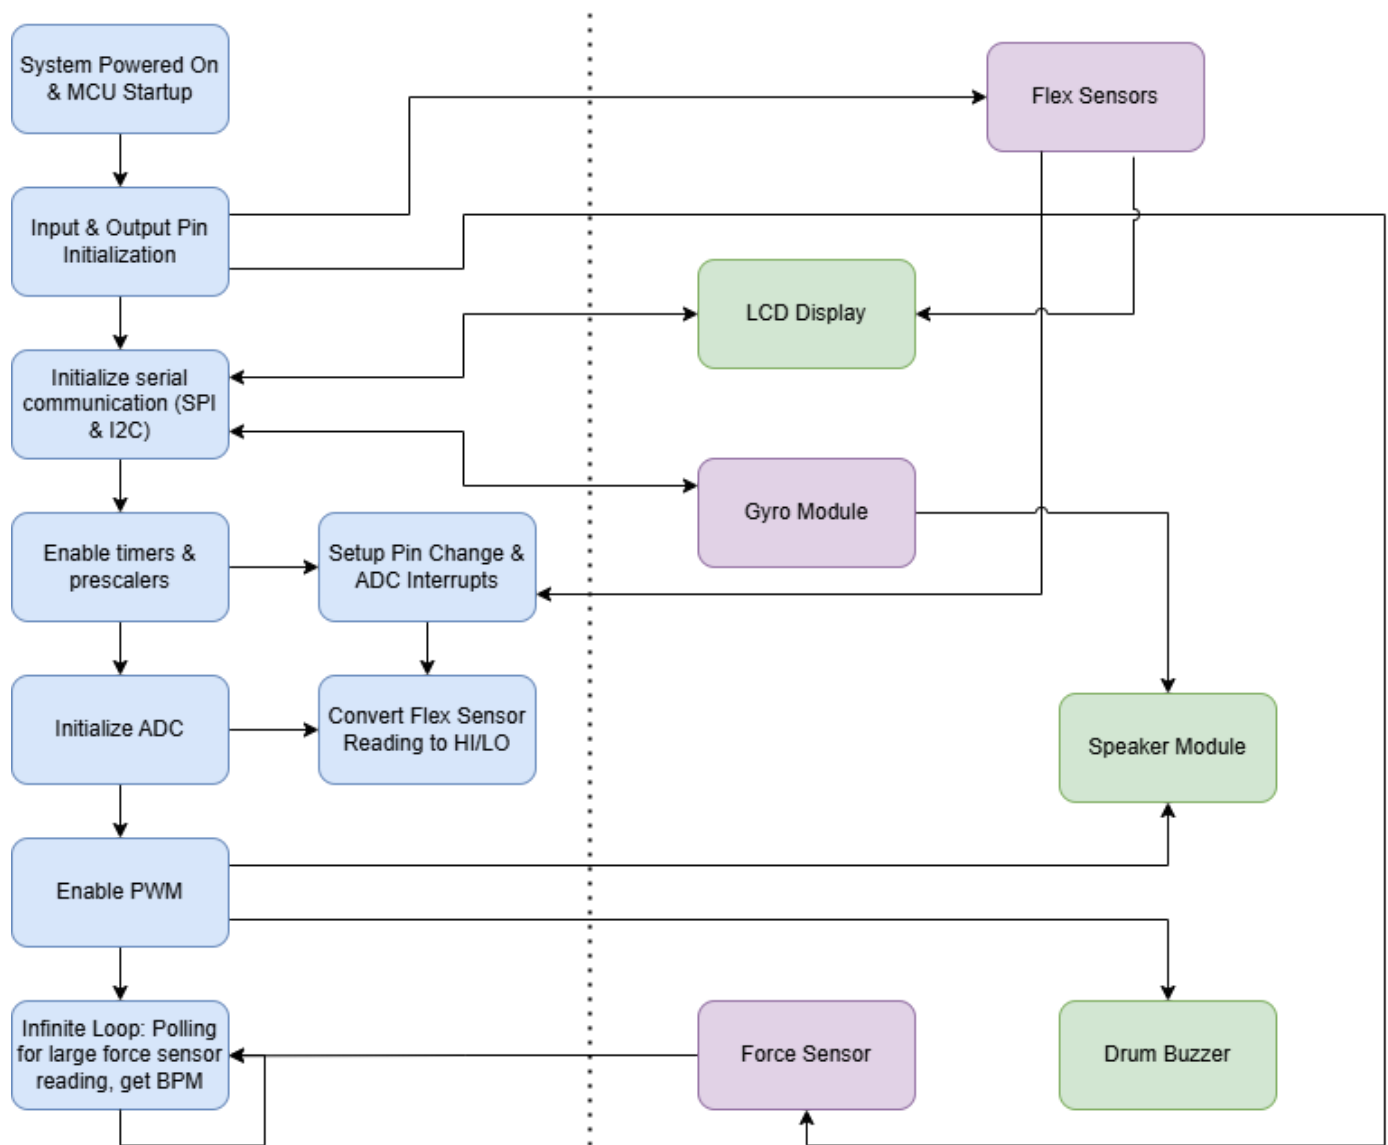 System Powered On
& MCU Startup
Flex Sensors
Input & Output Pin
Initialization
LCD Display
Initialize serial
communication (SPI
& I2C)
Gyro Module
Enable timers &
prescalers
Setup Pin Change &
ADC Interrupts
Initialize ADC
Convert Flex Sensor
Reading to HI/LO
Speaker Module
Enable PWM
Infinite Loop: Polling
for large force sensor
reading, get BPM
Force Sensor
Drum Buzzer